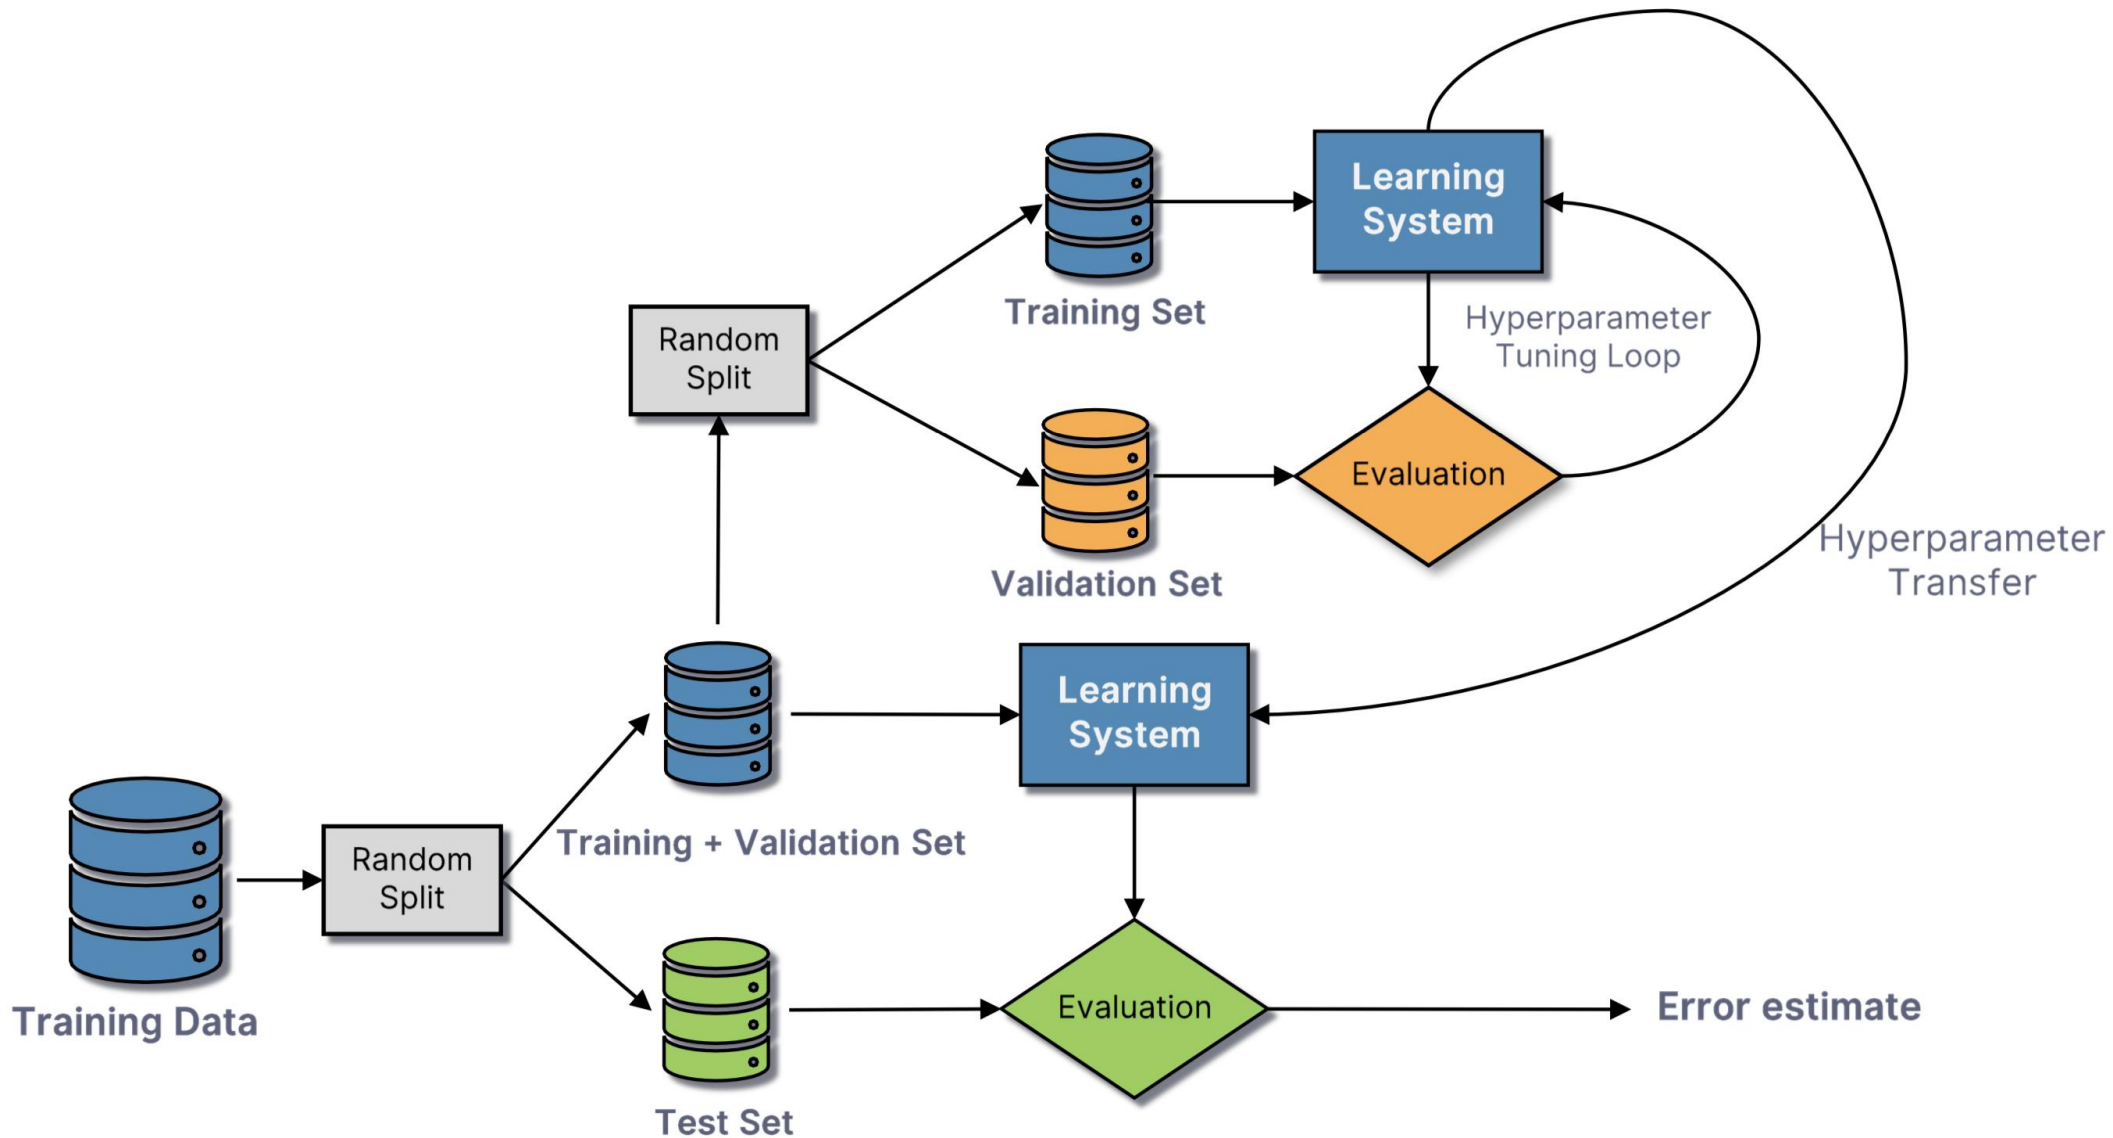 Learning
System
Training Set
Hyperparameter
Tuning Loop
Random
Split
Evaluation
Validation Set
Hyperparameter
Transfer
Learning
System
Training + Validation Set
Random
Split
Training Data
Evaluation
Error estimate
Test Set